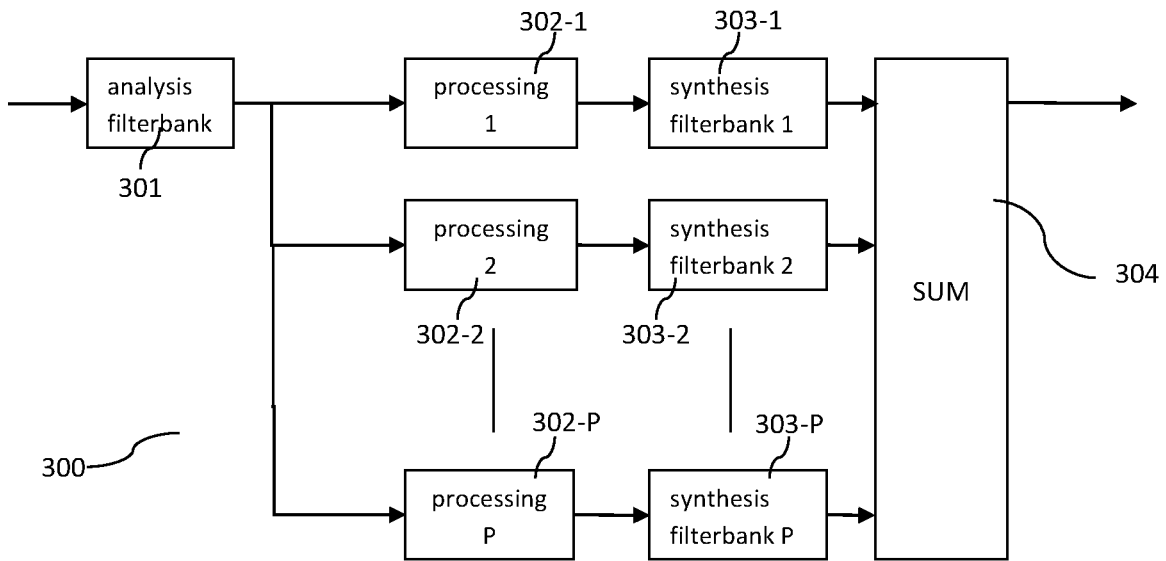 302-1
303-1
analysis
filterbank
processing
1
synthesis
filterbank 1
301
processing
2
synthesis
filterbank 2
SUM
304
302-2
303-2
302-P
303-P
300
processing
P
synthesis
filterbank P